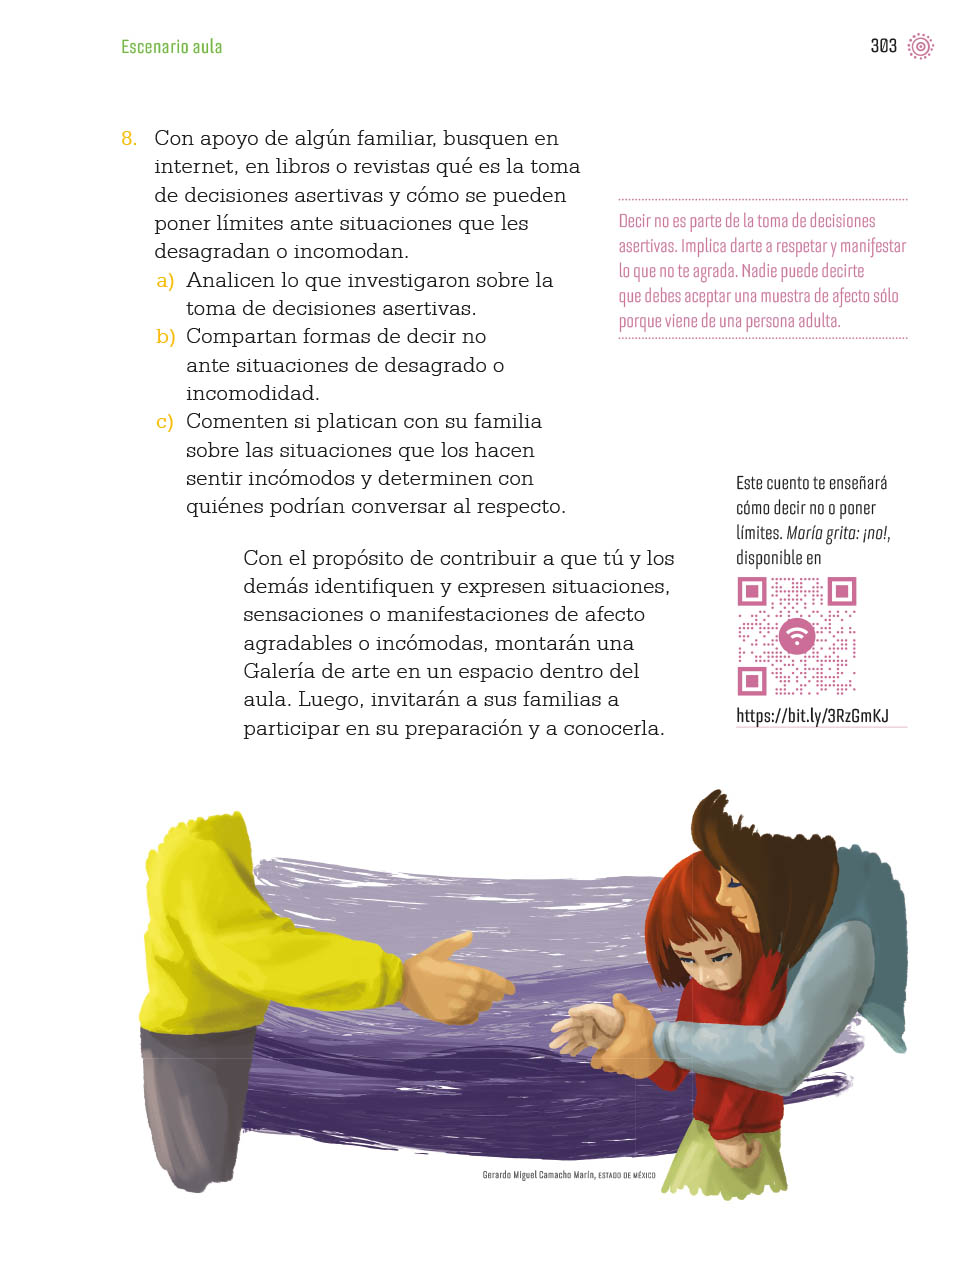 Escenario aula
303
8. Con apoyo de algún familiar, busquen en
internet, en libros o revistas qué es la toma
de decisiones asertivas y cómo se pueden
poner límites ante situaciones que les
desagradan o incomodan.
a) Analicen lo que investigaron sobre la
toma de decisiones asertivas.
b) Compartan formas de decir no
ante situaciones de desagrado o
incomodidad.
c) Comenten si platican con su familia
sobre las situaciones que los hacen
sentir incómodos y determinen con
quiénes podrían conversar al respecto.
Decir no es parte de la toma de decisiones
asertivas. Implica darte a respetar y manifestar
lo que no te agrada. Nadie puede decirte
que debes aceptar una muestra de afecto sólo
porque viene de una persona adulta.
Este cuento te enseñará
cómo decir no o poner
límites. María grita: ¡no!,
disponible en
https://bit.ly/3RzGmKJ
Con el propósito de contribuir a que tú y los
demás identifiquen y expresen situaciones,
sensaciones o manifestaciones de afecto
agradables o incómodas, montarán una
Galería de arte en un espacio dentro del
aula. Luego, invitarán a sus familias a
participar en su preparación y a conocerla.
Gerardo Miguel Camacho Marín, ESTADO DE MÉXICO